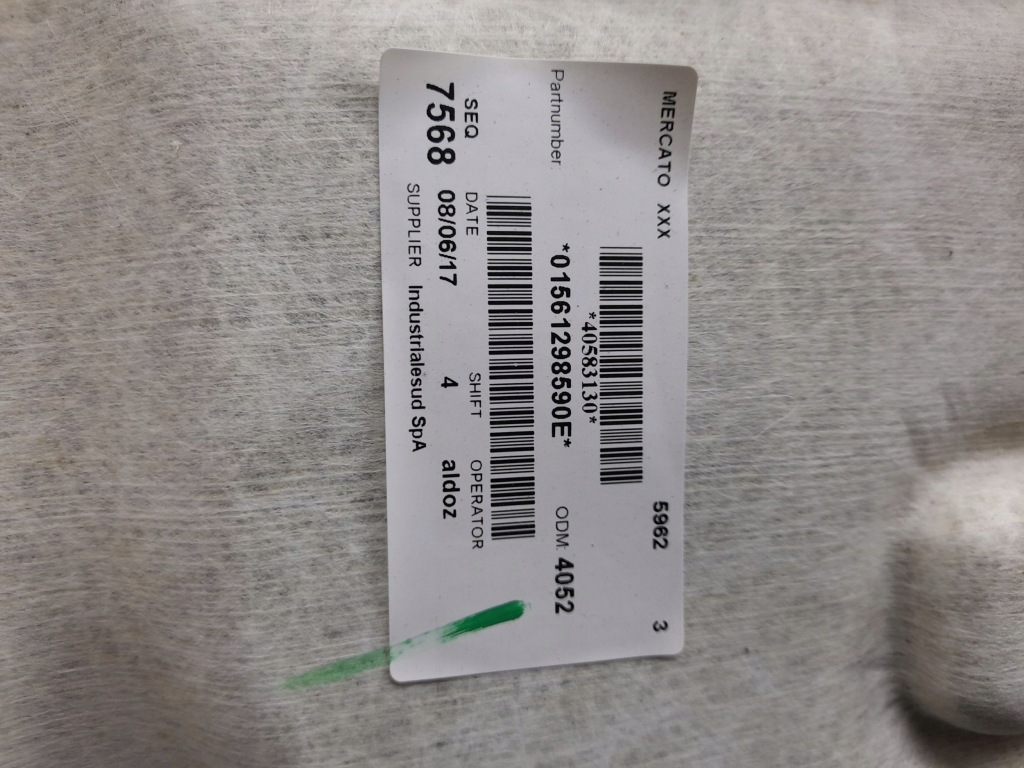 MERCATO XXX 5962 3
*40583130*
Partnumber: *01561298590E* ODM: 4052
SEQ DATE SHIFT OPERATOR
7568 08/06/17 4 aldoz
SUPPLIER Industrialesud SpA